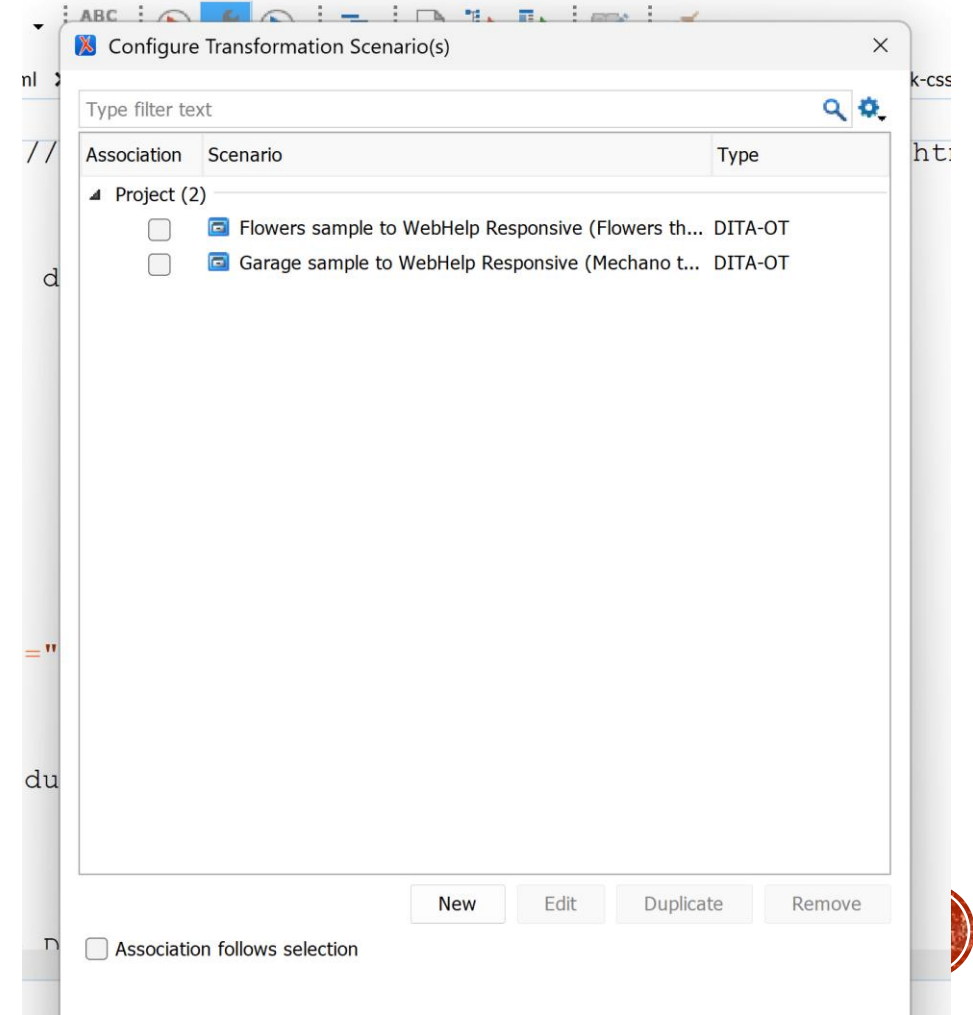 ABC
Configure Transformation Scenario(s)
ml
k-css
Type filter text
//
Association Scenario Type
Project (2)
Flowers sample to WebHelp Responsive (Flowers th... DITA-OT
Garage sample to WebHelp Responsive (Mechano t... DITA-OT
d
="
du
New Edit Duplicate Remove
Association follows selection